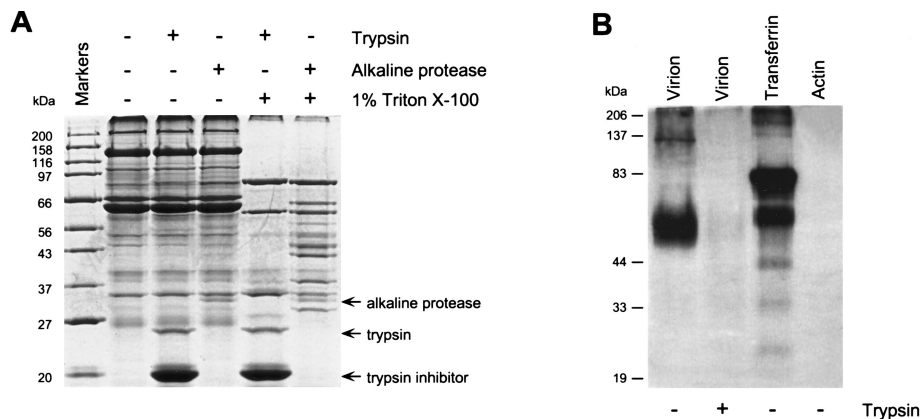 A
B
Markers
- + - + - Trypsin
- - + - + Alkaline protease
- - - + + 1% Triton X-100
kDa
200
158
116
97
66
56
43
37
27
20
alkaline protease
trypsin
trypsin inhibitor
Virion
Virion
Transferrin
Actin
kDa
206
137
83
44
33
19
- + - - Trypsin